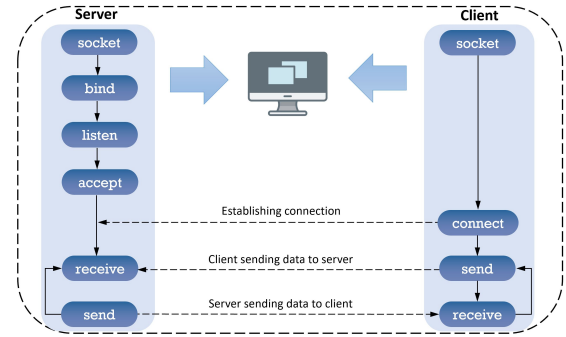 Server
Client
socket
socket
bind
listen
accept
Establishing connection
connect
Client sending data to server
receive
send
Server sending data to client
send
receive